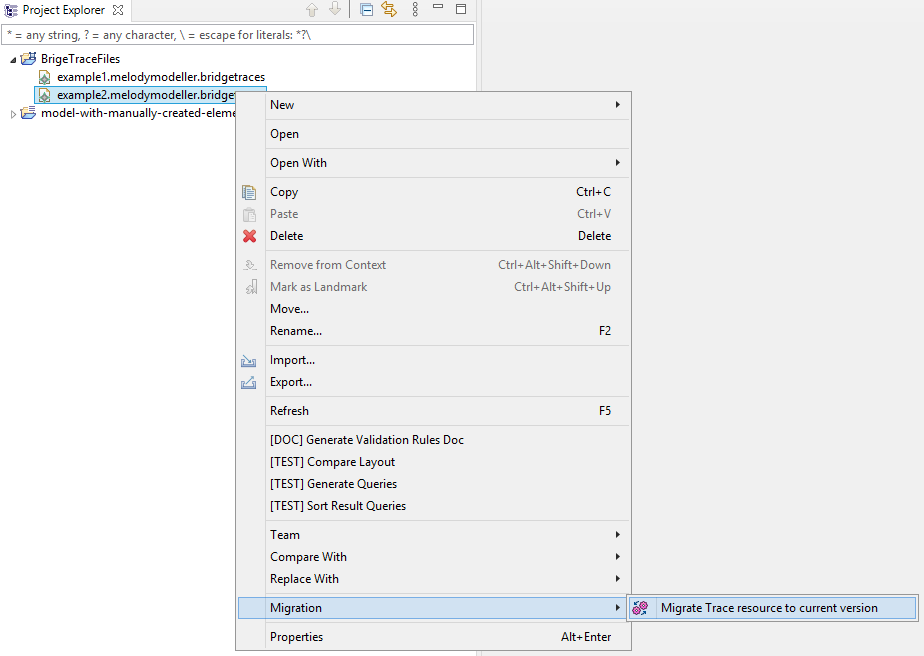 Project Explorer
* = any string, ? = any character, \ = escape for literals: *?\
BrigeTraceFiles
example1.melodymodeller.bridgetraces
example2.melodymodeller.bridget
model-with-manually-created-eleme
New
Open
Open With
Copy Ctrl+C
Paste Ctrl+V
Delete Delete
Remove from Context Ctrl+Alt+Shift+Down
Mark as Landmark Ctrl+Alt+Shift+Up
Move...
Rename... F2
Import...
Export...
Refresh F5
[DOC] Generate Validation Rules Doc
[TEST] Compare Layout
[TEST] Generate Queries
[TEST] Sort Result Queries
Team
Compare With
Replace With
Migration Migrate Trace resource to current version
Properties Alt+Enter